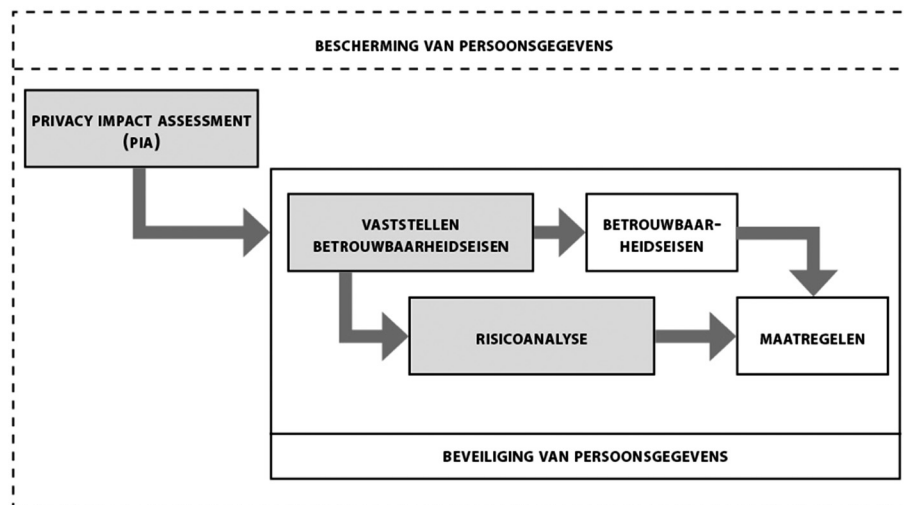 BESCHERMING VAN PERSOONSGEGEVENS
PRIVACY IMPACT ASSESSMENT
(PIA)
VASTSTELLEN
BETROUWBAARHEIDSEISEN
BETROUWBAAR-
HEIDSEISEN
RISICOANALYSE
MAATREGELEN
BEVEILIGING VAN PERSOONSGEGEVENS